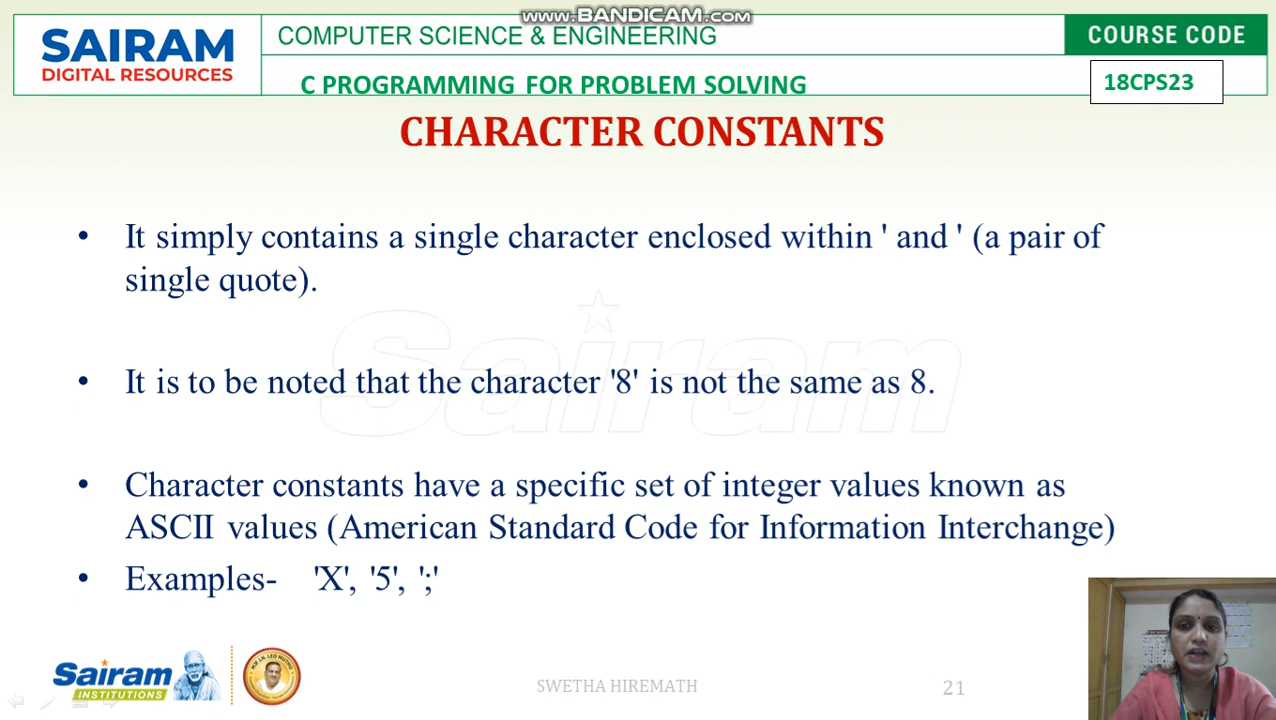 www.BANDICAM.com
SAIRAM
DIGITAL RESOURCES
COMPUTER SCIENCE & ENGINEERING
COURSE CODE
C PROGRAMMING FOR PROBLEM SOLVING
18CPS23
CHARACTER CONSTANTS
• It simply contains a single character enclosed within ' and ' (a pair of
single quote).
• It is to be noted that the character '8' is not the same as 8.
• Character constants have a specific set of integer values known as
ASCII values (American Standard Code for Information Interchange)
• Examples- 'X', '5', ';'
Sairam
Sairam
INSTITUTIONS
SWETHA HIREMATH
21